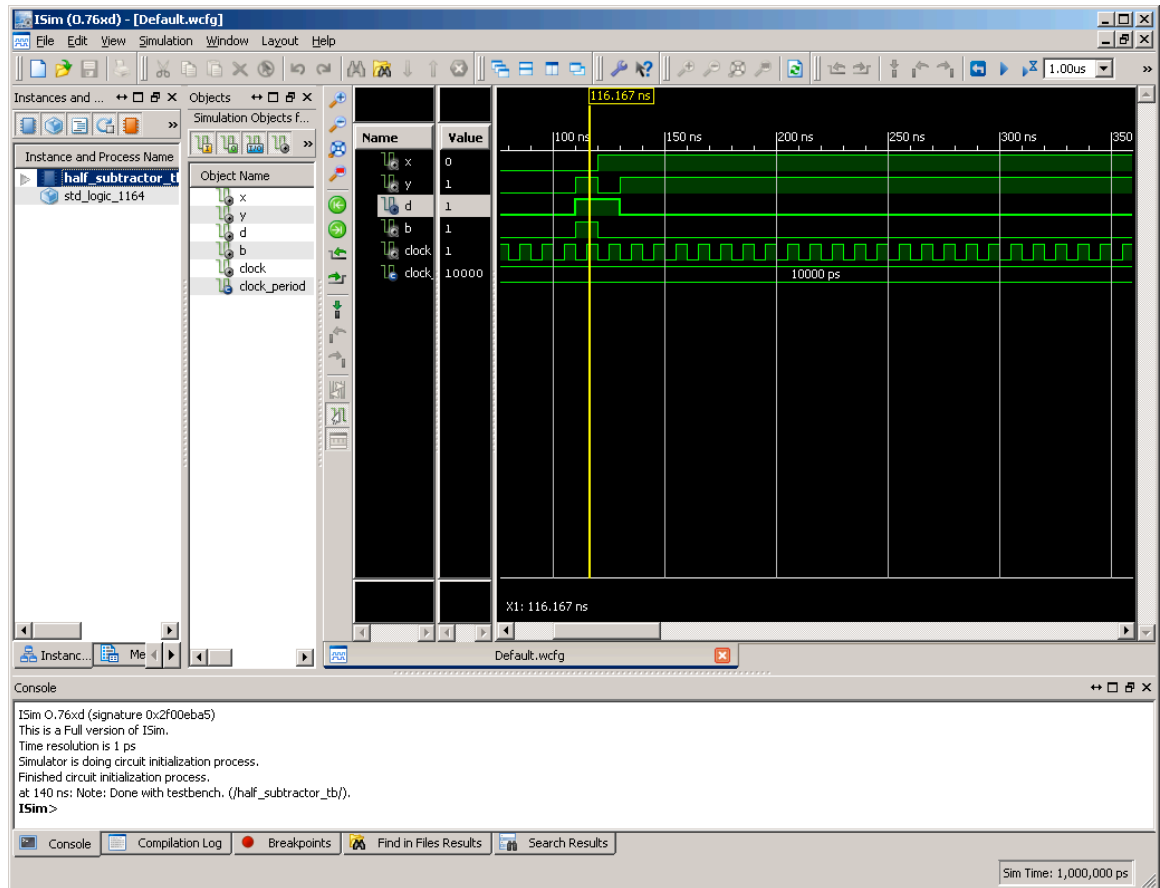 ISim (O.76xd) - [Default.wcfg]
File Edit View Simulation Window Layout Help
1.00us
»
Instances and ...
Objects
Simulation Objects f...
»
»
Instance and Process Name
half_subtractor_t
std_logic_1164
Object Name
x
y
d
b
clock
clock_period
Name
Value
x
0
y
1
d
1
b
1
clock
1
clock_
10000
116.167 ns
100 ns
150 ns
200 ns
250 ns
300 ns
350
10000 ps
X1: 116.167 ns
Instanc...
Me
Default.wcfg
Console
ISim O.76xd (signature 0x2f00eba5)
This is a Full version of ISim.
Time resolution is 1 ps
Simulator is doing circuit initialization process.
Finished circuit initialization process.
at 140 ns: Note: Done with testbench. (/half_subtractor_tb/).
ISim>
Console
Compilation Log
Breakpoints
Find in Files Results
Search Results
Sim Time: 1,000,000 ps